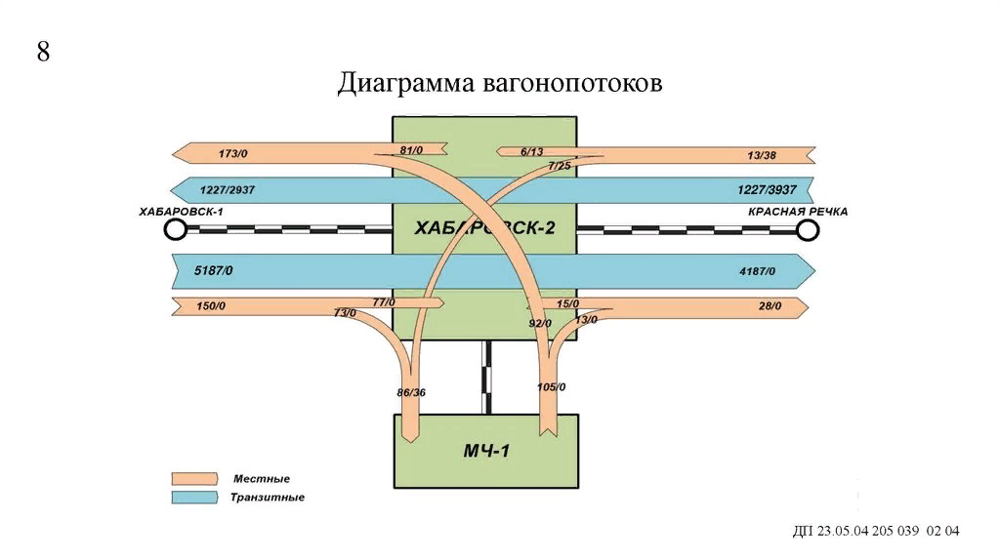 8
Диаграмма вагонопотоков
173/0
81/0
6/13
13/38
7/25
1227/2937
1227/3937
ХАБАРОВСК-1
КРАСНАЯ РЕЧКА
ХАБАРОВСК-2
5187/0
4187/0
150/0
77/0
15/0
28/0
73/0
92/0
13/0
86/36
105/0
МЧ-1
Местные
Транзитные
ДП 23.05.04 205 039 02 04